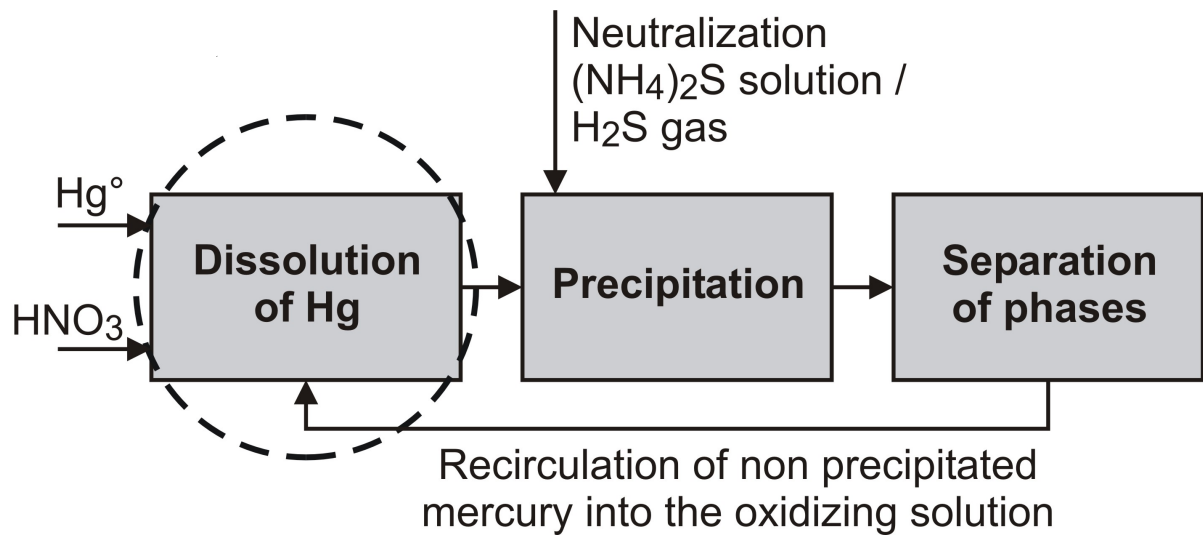 Neutralization
(NH4)2S solution /
H2S gas
Hg°
HNO3
Dissolution
of Hg
Precipitation
Separation
of phases
Recirculation of non precipitated
mercury into the oxidizing solution